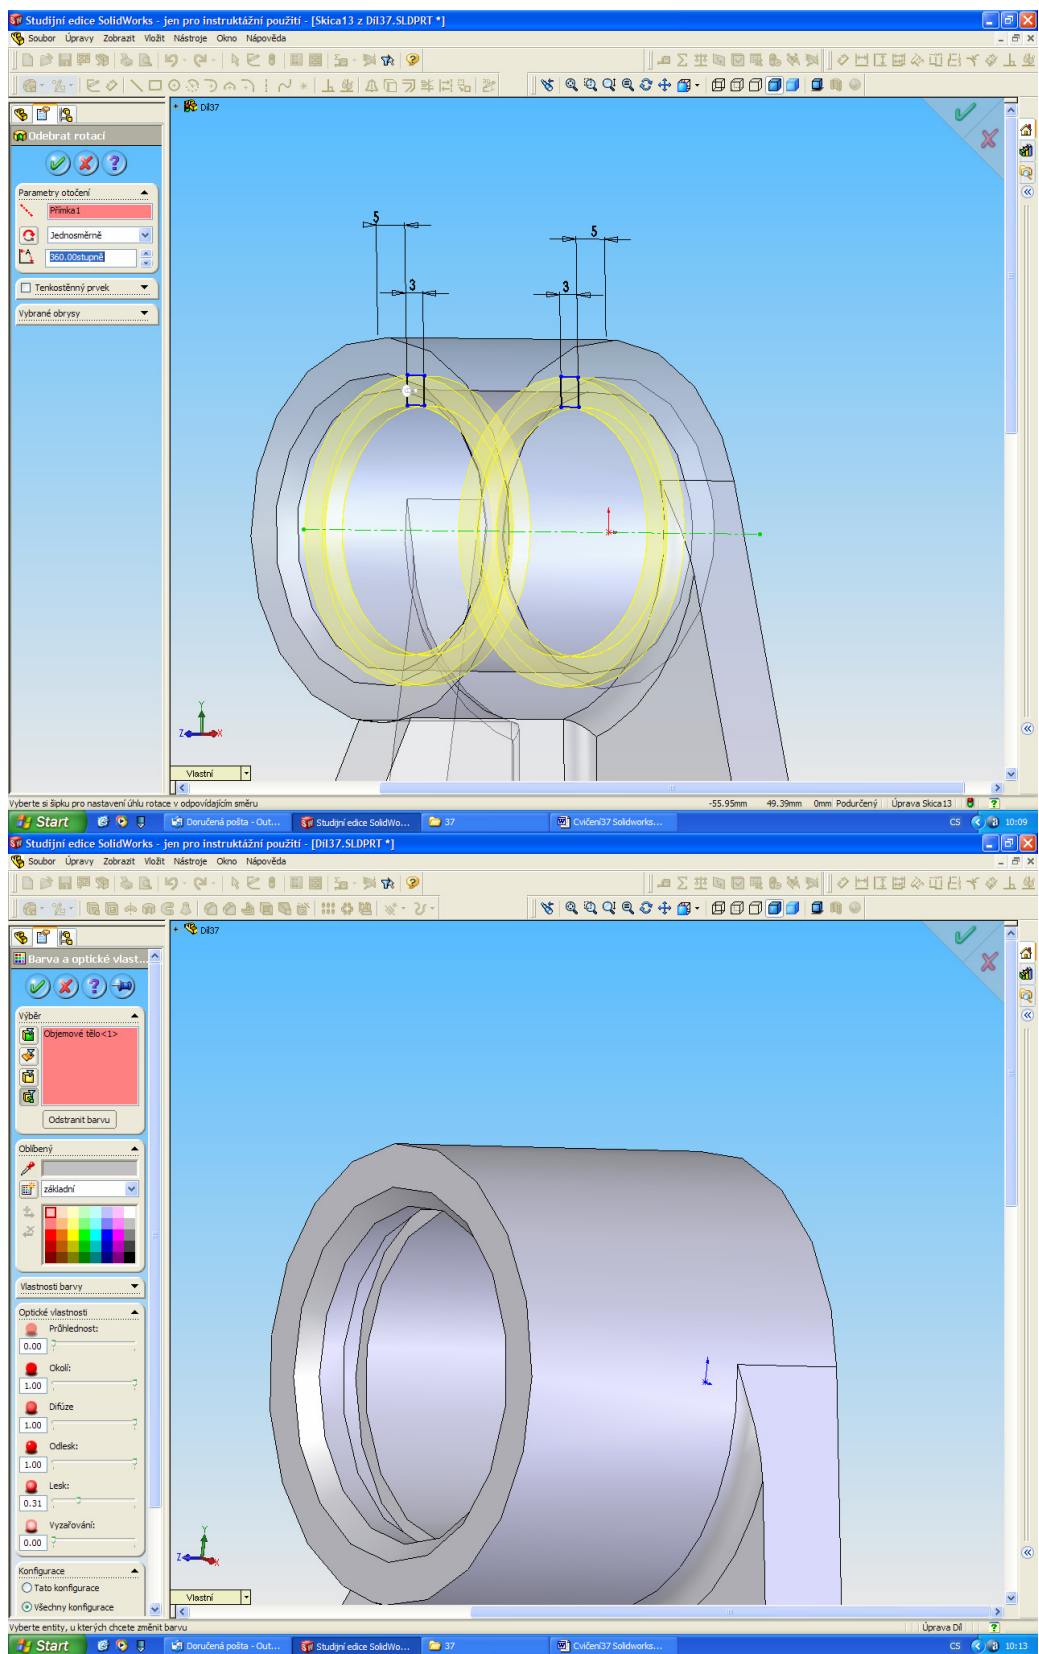 Studijní edice SolidWorks - jen pro instruktážní použití - [Skica13 z Díl37.SLDPRT *]
Soubor Úpravy Zobrazit Vložit Nástroje Okno Nápověda
Díl37
Odebrat rotací
Parametry otočení
Přímka1
Jednosměrně
360.00stupně
Tenkostěnný prvek
Vybrané obrysy
5
5
3
3
Y
Z X
Vlastní
Vyberte si šipku pro nastavení úhlu rotace v odpovídajícím směru
-55.95mm 49.39mm 0mm Podurčený Úprava Skica13
Start Doručená pošta - Out... Studijní edice SolidWo... 37 Cvičení37 Solidworks... CS 10:09
Studijní edice SolidWorks - jen pro instruktážní použití - [Díl37.SLDPRT *]
Soubor Úpravy Zobrazit Vložit Nástroje Okno Nápověda
Díl37
Barva a optické vlast...
Výběr
Objemové tělo<1>
Odstranit barvu
Oblíbený
základní
Vlastnosti barvy
Optické vlastnosti
Průhlednost:
0.00
Okolí:
1.00
Difúze
1.00
Odlesk:
1.00
Lesk:
0.31
Vyzařování:
0.00
Konfigurace
Tato konfigurace
Všechny konfigurace
Y
Z X
Vlastní
Vyberte entity, u kterých chcete změnit barvu
Úprava Díl
Start Doručená pošta - Out... Studijní edice SolidWo... 37 Cvičení37 Solidworks... CS 10:13